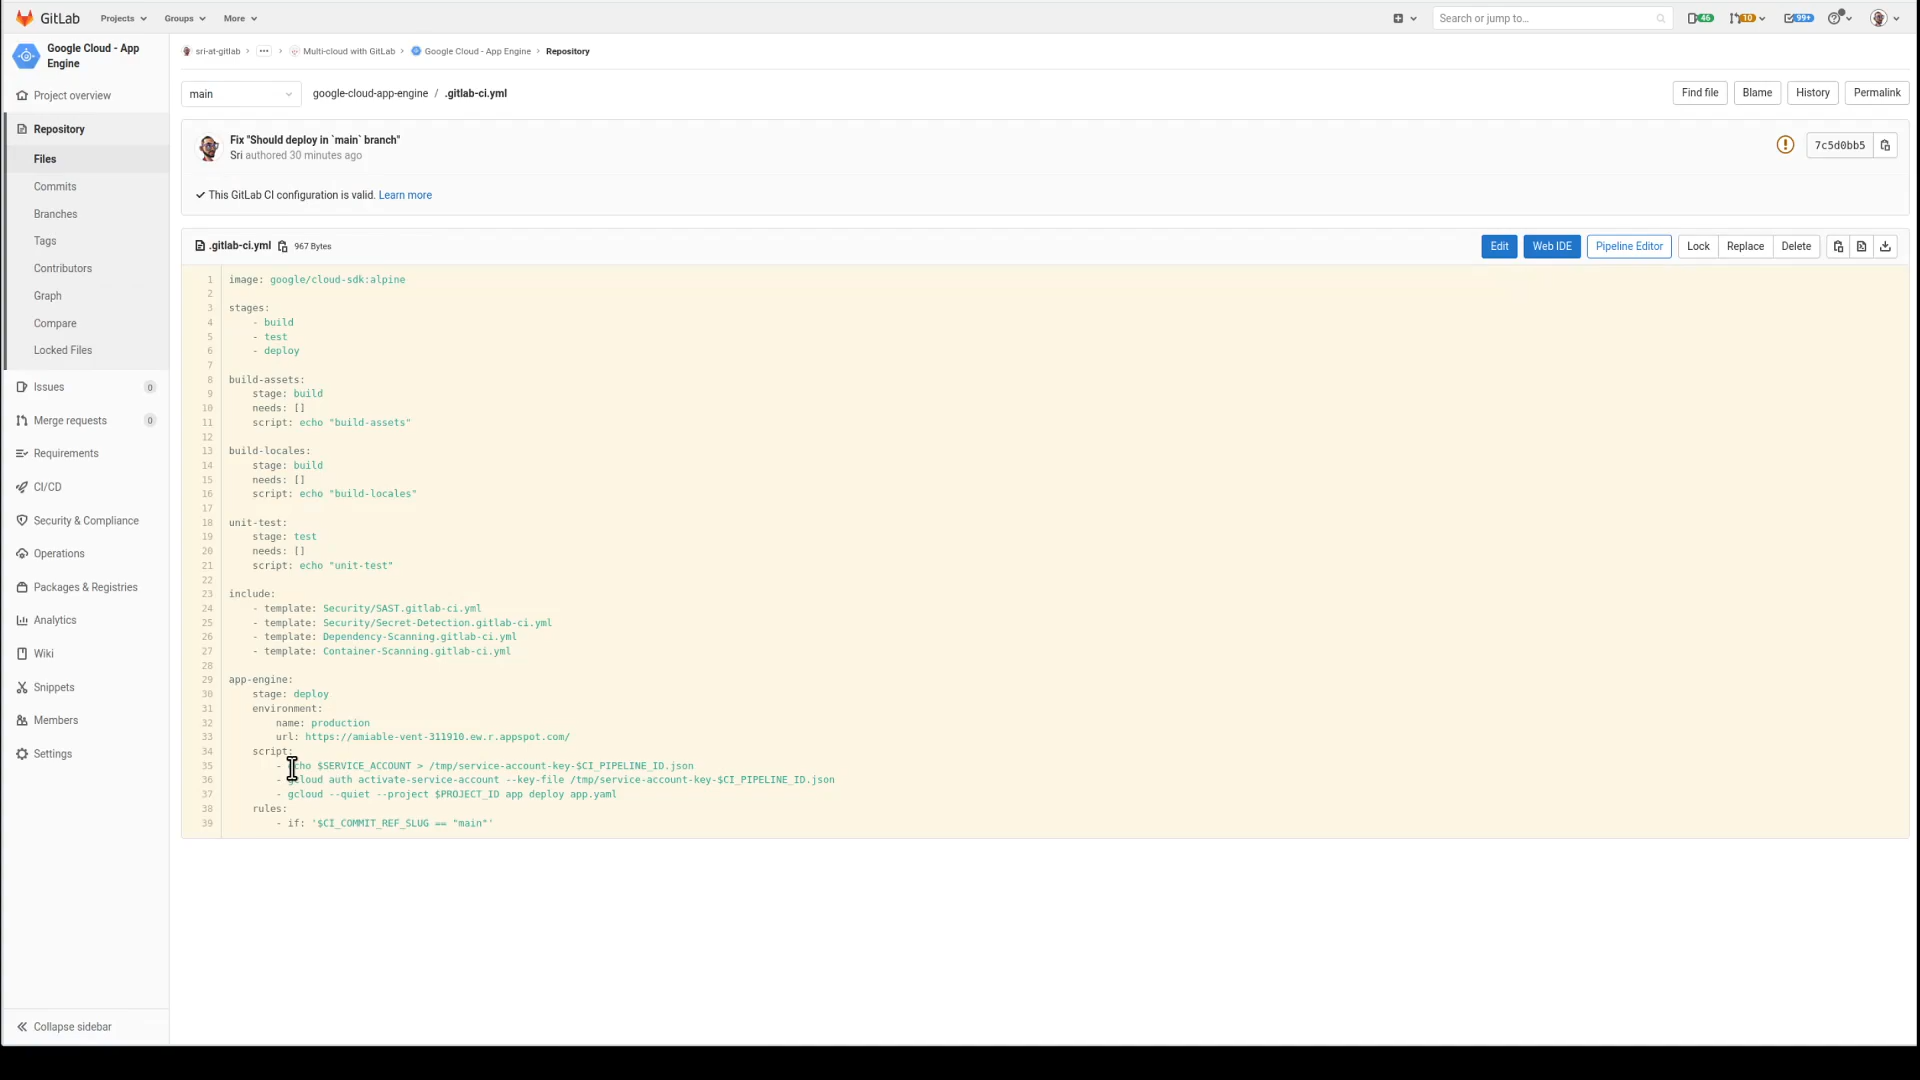 GitLab
Projects
Groups
More
Search or jump to...
46
10
99+
Google Cloud - App
Engine
Project overview
Repository
Files
Commits
Branches
Tags
Contributors
Graph
Compare
Locked Files
Issues
0
Merge requests
0
Requirements
CI/CD
Security & Compliance
Operations
Packages & Registries
Analytics
Wiki
Snippets
Members
Settings
Collapse sidebar
sri-at-gitlab › ... › Multi-cloud with GitLab › Google Cloud - App Engine › Repository
main
google-cloud-app-engine / .gitlab-ci.yml
Find file
Blame
History
Permalink
Fix "Should deploy in `main` branch"
Sri authored 30 minutes ago
7c5d0bb5
This GitLab CI configuration is valid. Learn more
.gitlab-ci.yml 967 Bytes
Edit
Web IDE
Pipeline Editor
Lock
Replace
Delete
1 image: google/cloud-sdk:alpine
2
3 stages:
4 - build
5 - test
6 - deploy
7
8 build-assets:
9 stage: build
10 needs: []
11 script: echo "build-assets"
12
13 build-locales:
14 stage: build
15 needs: []
16 script: echo "build-locales"
17
18 unit-test:
19 stage: test
20 needs: []
21 script: echo "unit-test"
22
23 include:
24 - template: Security/SAST.gitlab-ci.yml
25 - template: Security/Secret-Detection.gitlab-ci.yml
26 - template: Dependency-Scanning.gitlab-ci.yml
27 - template: Container-Scanning.gitlab-ci.yml
28
29 app-engine:
30 stage: deploy
31 environment:
32 name: production
33 url: https://amiable-vent-311910.ew.r.appspot.com/
34 script:
35 - echo $SERVICE_ACCOUNT > /tmp/service-account-key-$CI_PIPELINE_ID.json
36 - gcloud auth activate-service-account --key-file /tmp/service-account-key-$CI_PIPELINE_ID.json
37 - gcloud --quiet --project $PROJECT_ID app deploy app.yaml
38 rules:
39 - if: '$CI_COMMIT_REF_SLUG == "main"'